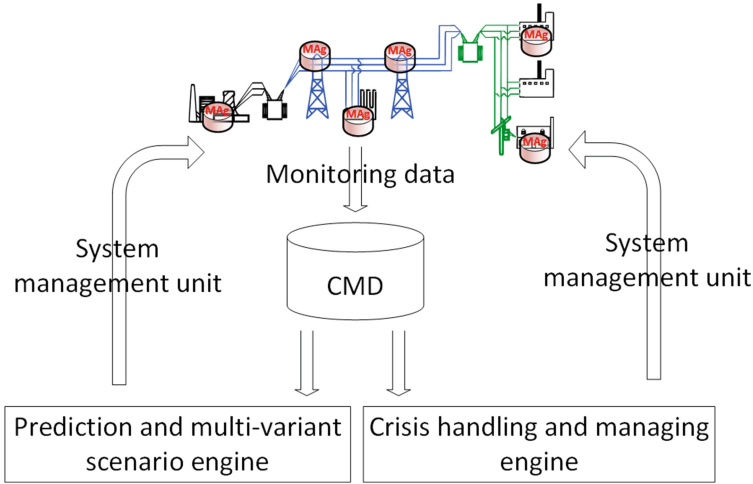 MAg
MAg
MAg
MAg
MAg
MAg
Monitoring data
System
management unit
CMD
System
management unit
Prediction and multi-variant
scenario engine
Crisis handling and managing
engine